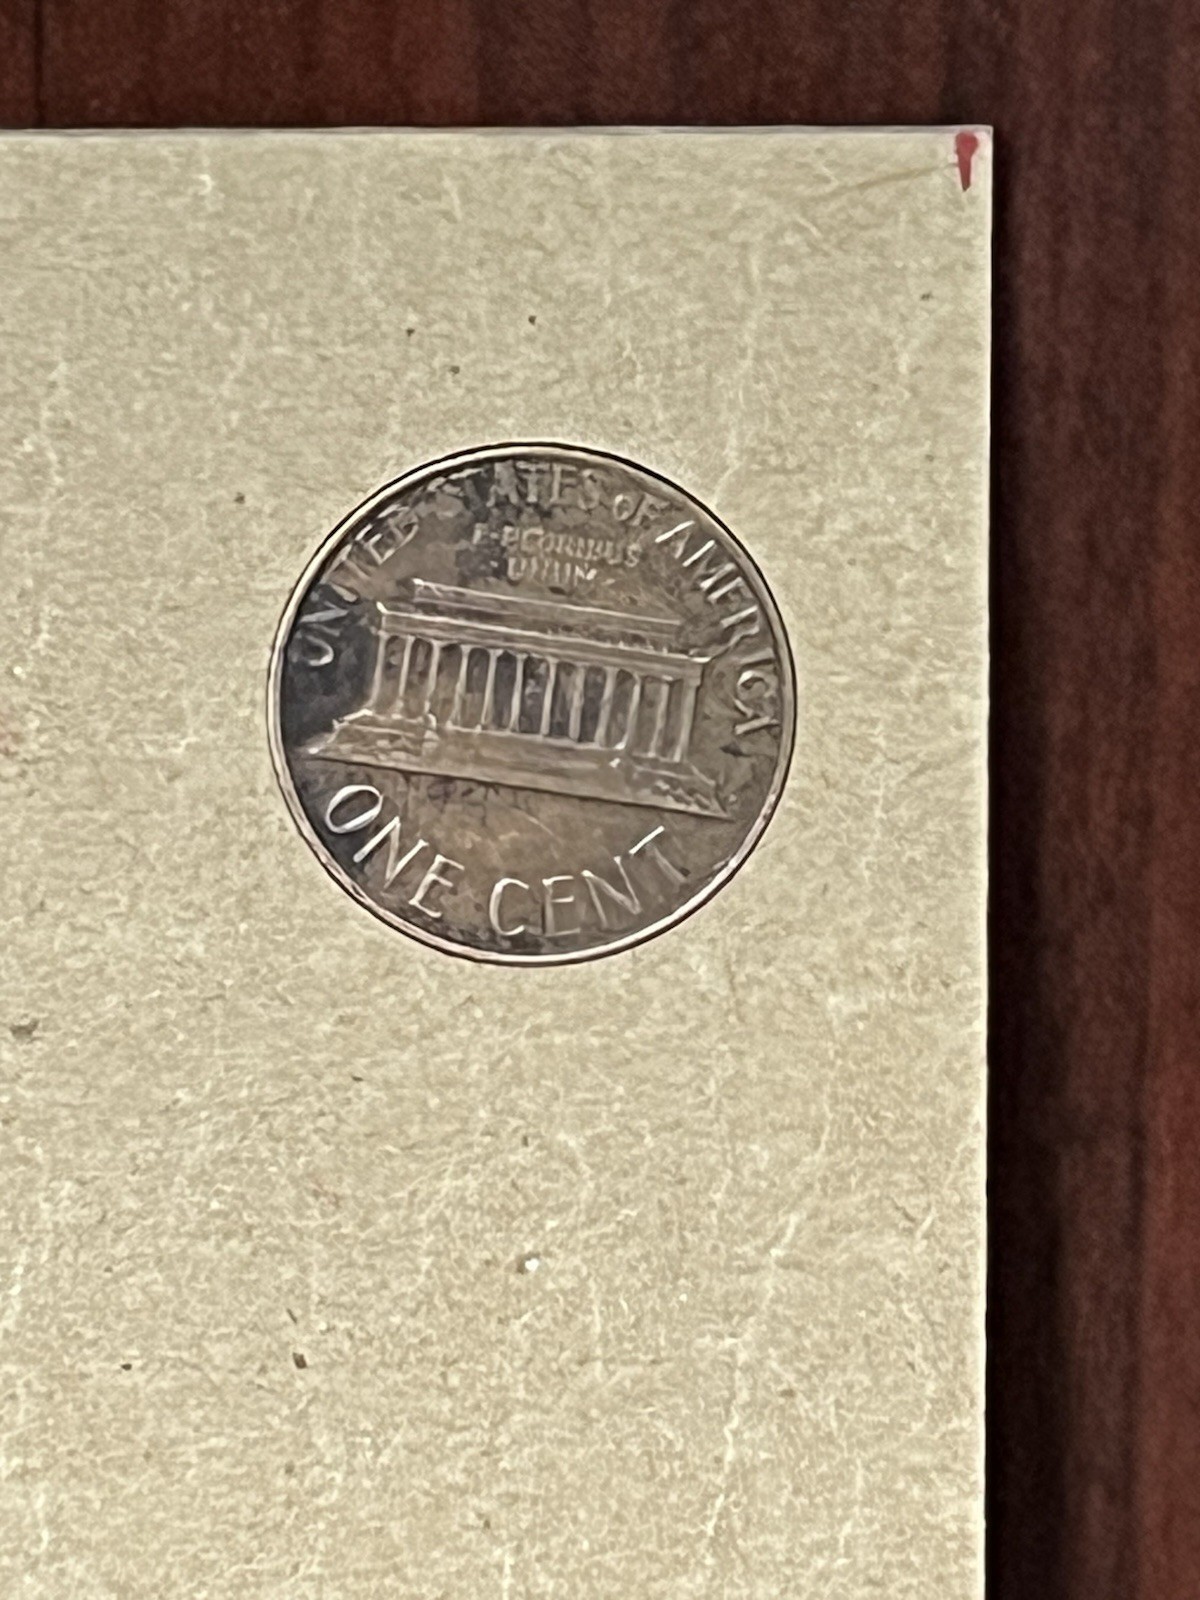 UNITED STATES OF AMERICA
E·PLURIBUS
UNUM
ONE CENT